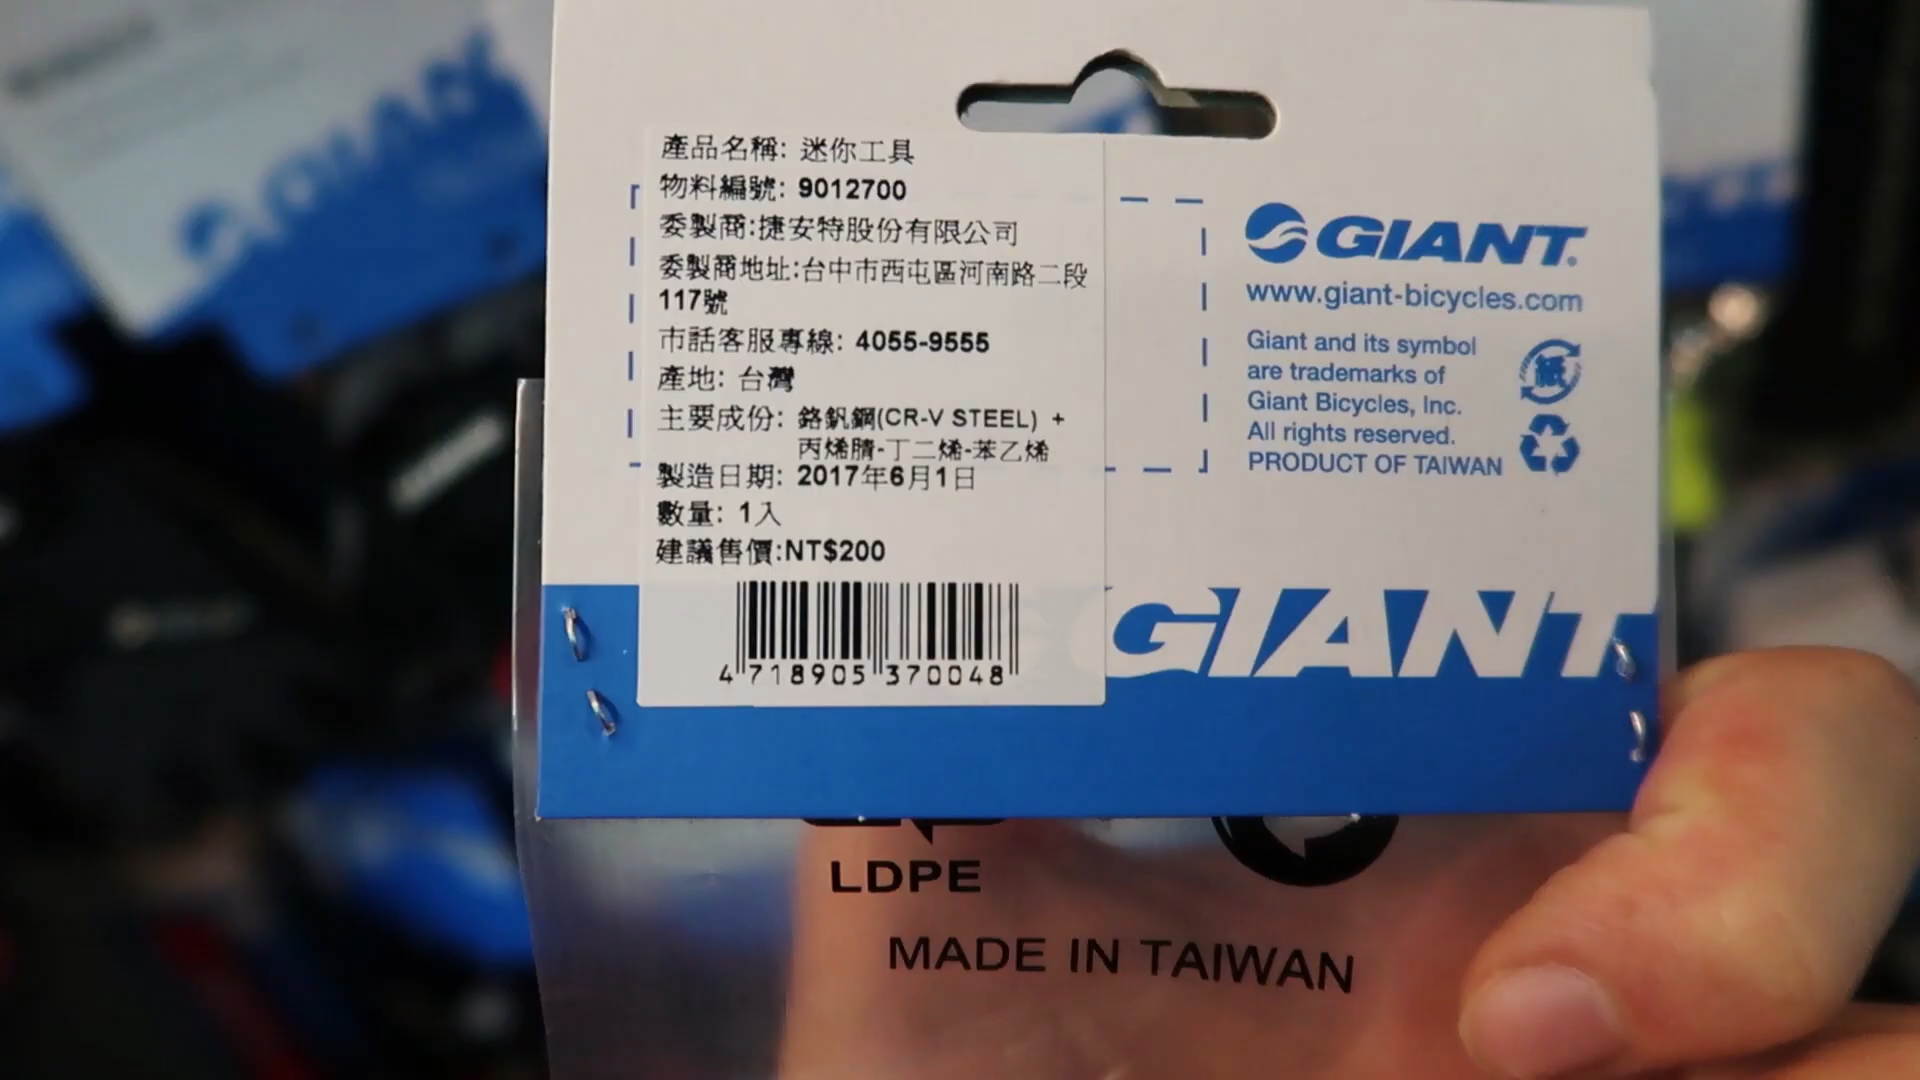 產品名稱: 迷你工具
物料編號: 9012700
委製商:捷安特股份有限公司
委製商地址:台中市西屯區河南路二段
117號
市話客服專線: 4055-9555
產地: 台灣
主要成份: 鉻釩鋼(CR-V STEEL) +
丙烯腈-丁二烯-苯乙烯
製造日期: 2017年6月1日
數量: 1入
建議售價:NT$200
4 718905 370048
GIANT
www.giant-bicycles.com
Giant and its symbol
are trademarks of
Giant Bicycles, Inc.
All rights reserved.
PRODUCT OF TAIWAN
紙
GIANT
LDPE
MADE IN TAIWAN
GIANT